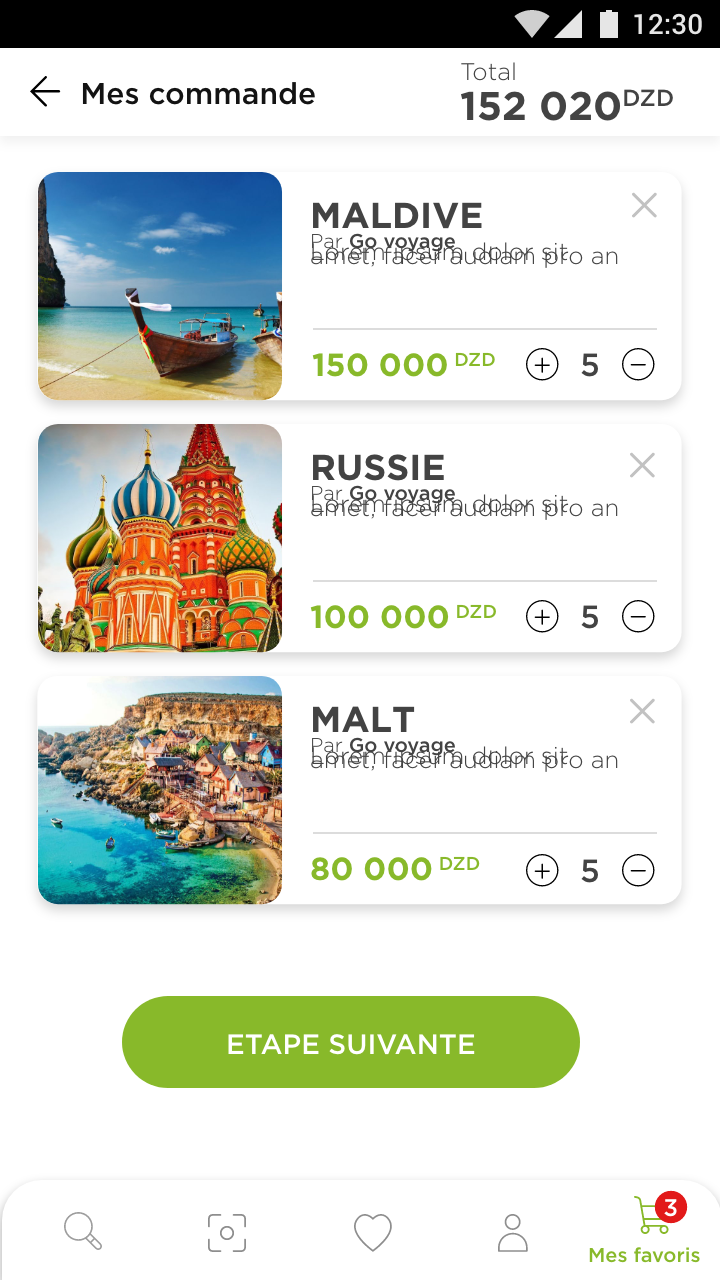 12:30
Mes commande
Total
152 020 DZD
MALDIVE
Par Go voyage
Lorem ipsum dolor sit
amet, facer audiam pro an
150 000 DZD
5
RUSSIE
Par Go voyage
Lorem ipsum dolor sit
amet, facer audiam pro an
100 000 DZD
5
MALT
Par Go voyage
Lorem ipsum dolor sit
amet, facer audiam pro an
80 000 DZD
5
ETAPE SUIVANTE
3
Mes favoris